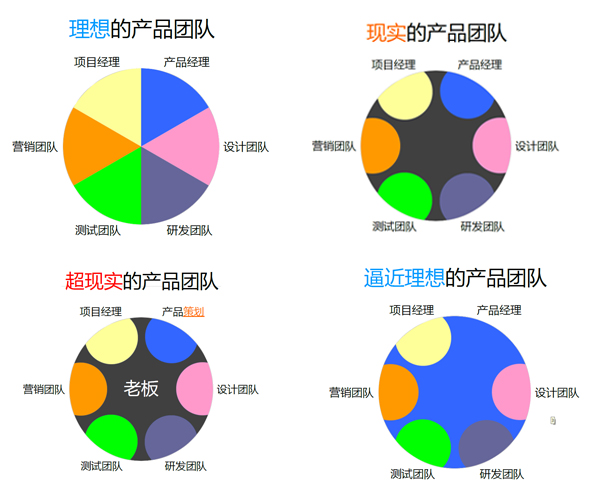 理想的产品团队
项目经理
产品经理
营销团队
设计团队
测试团队
研发团队
现实的产品团队
项目经理
产品经理
营销团队
设计团队
测试团队
研发团队
超现实的产品团队
项目经理
产品策划
营销团队
老板
设计团队
测试团队
研发团队
逼近理想的产品团队
项目经理
产品经理
营销团队
设计团队
测试团队
研发团队